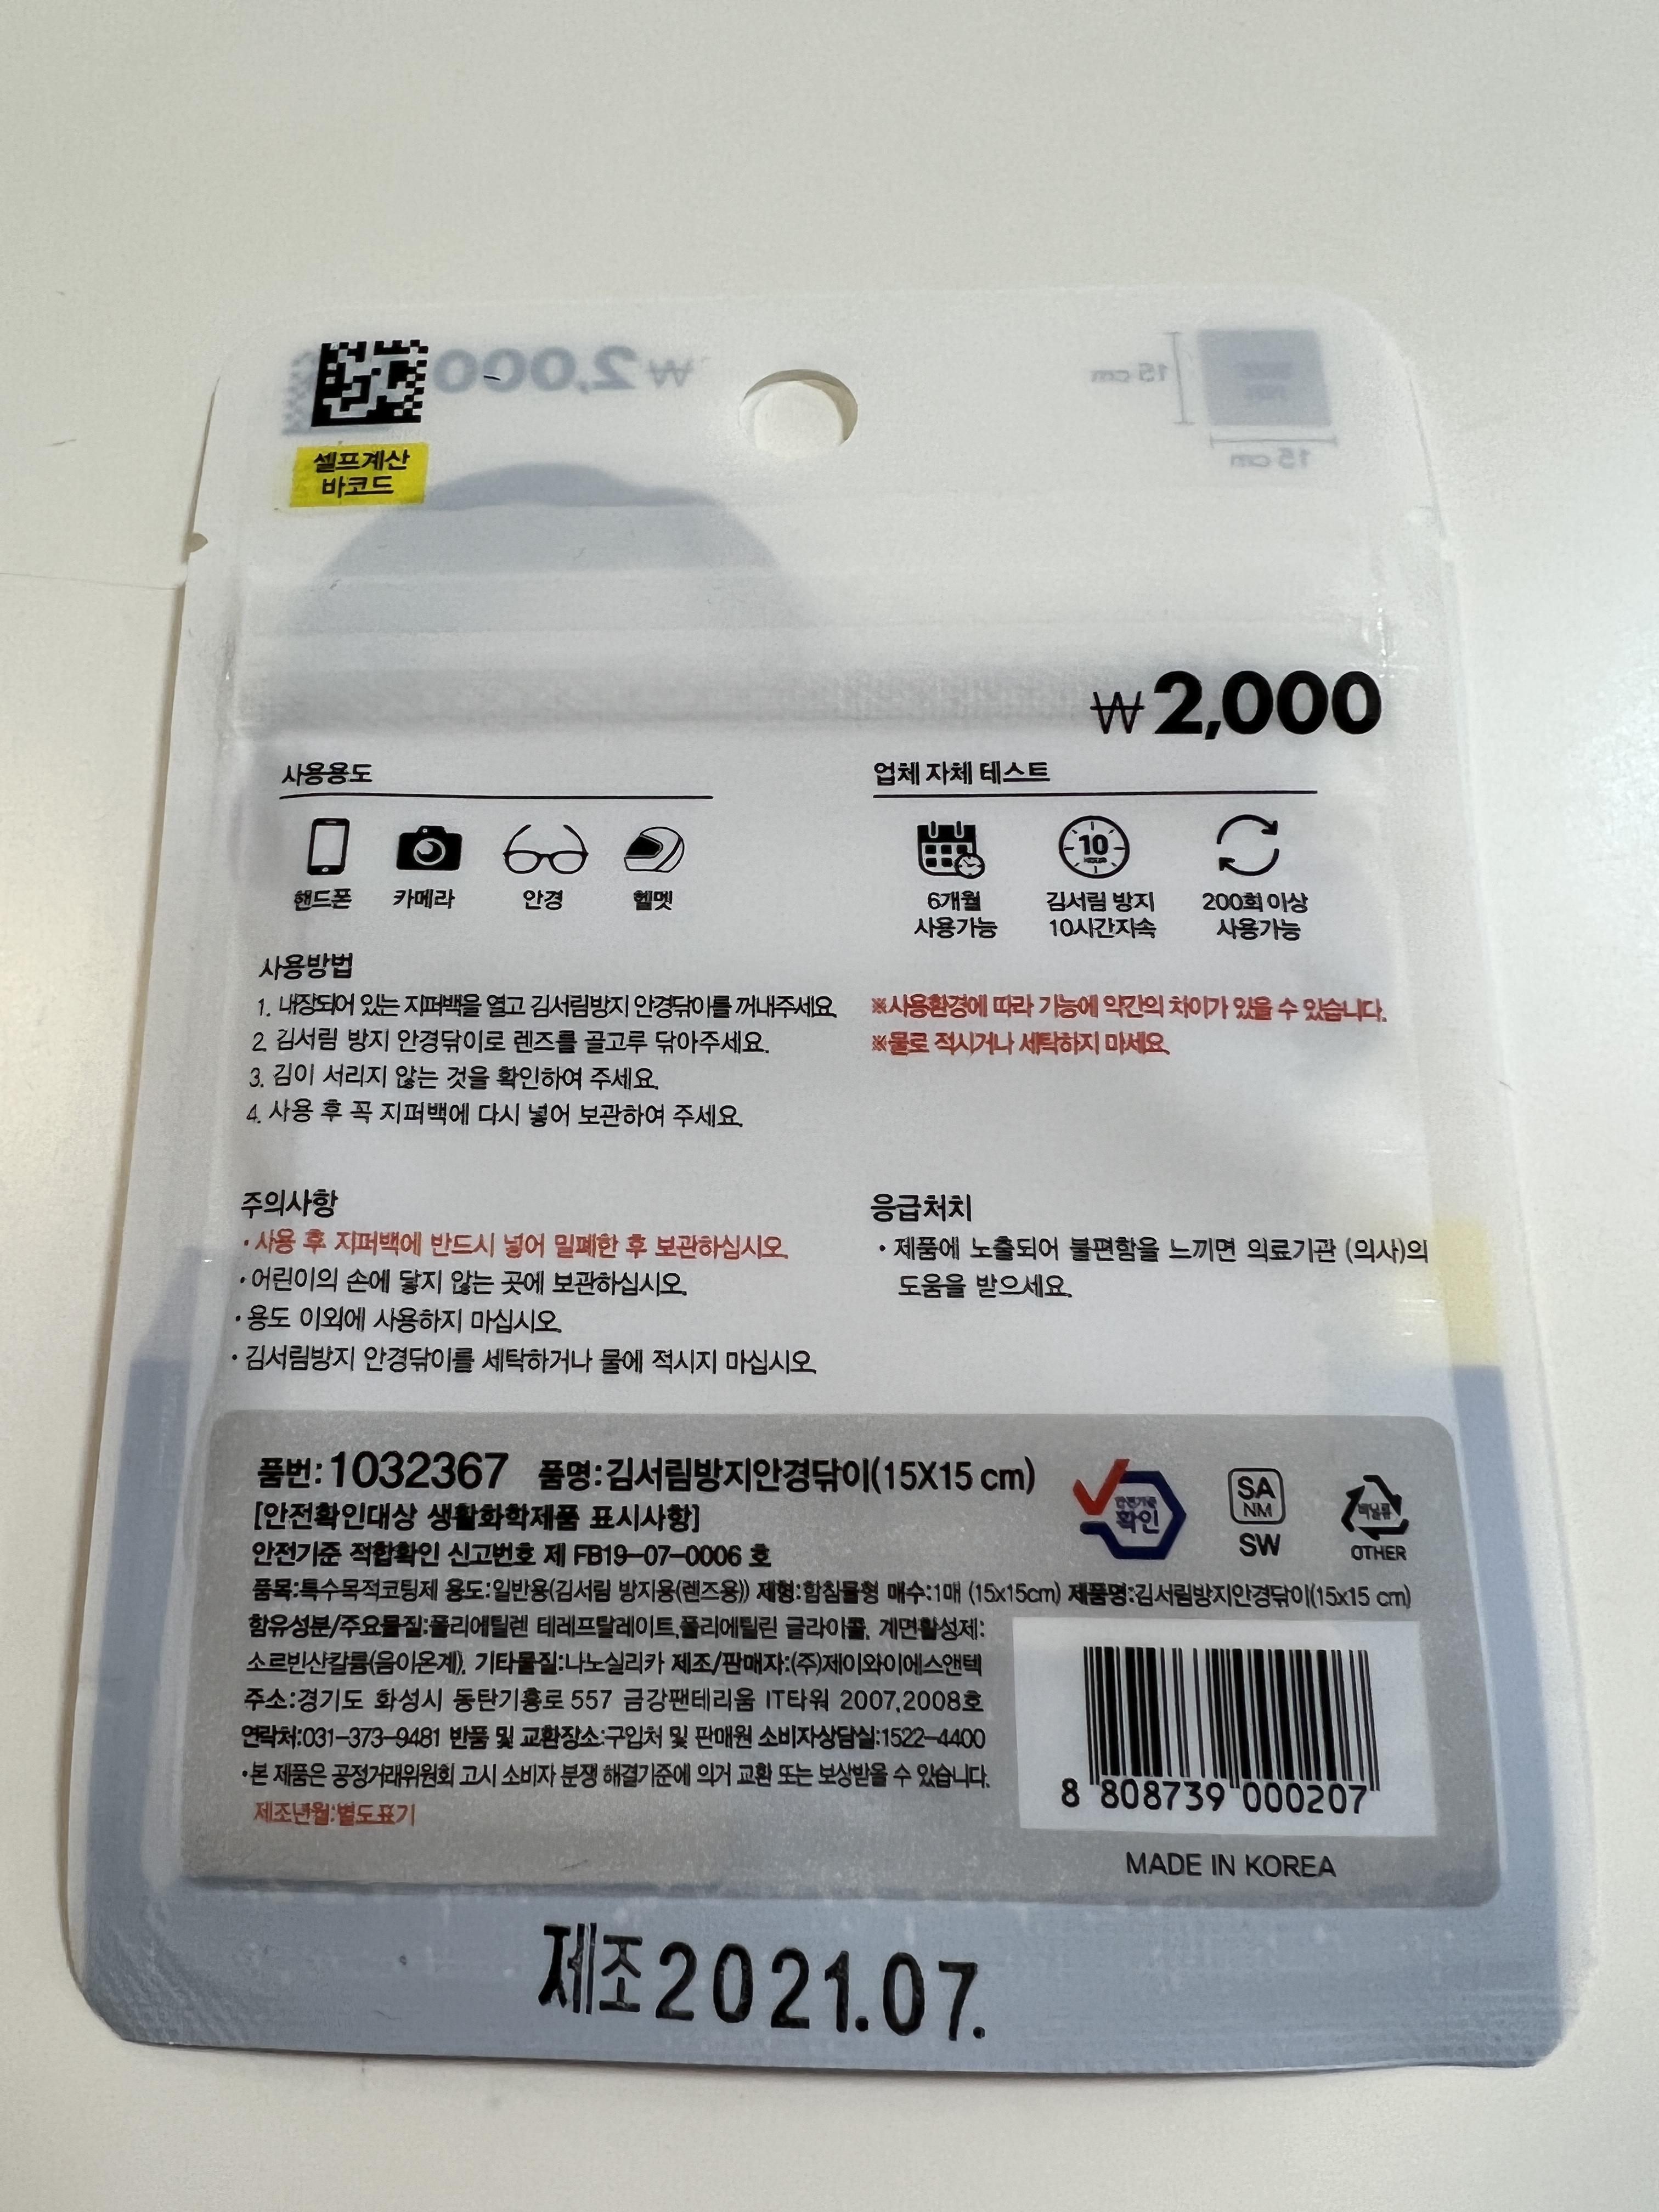 ₩2,000
15 cm
15 cm
셀프계산
바코드
₩2,000
사용용도
핸드폰 카메라 안경 헬멧
업체 자체 테스트
10
HOURS
6개월
사용가능
김서림 방지
10시간지속
200회 이상
사용가능
사용방법
1. 내장되어 있는 지퍼백을 열고 김서림방지 안경닦이를 꺼내주세요.
2. 김서림 방지 안경닦이로 렌즈를 골고루 닦아주세요.
3. 김이 서리지 않는 것을 확인하여 주세요.
4. 사용 후 꼭 지퍼백에 다시 넣어 보관하여 주세요.
※사용환경에 따라 기능에 약간의 차이가 있을 수 있습니다.
※물로 적시거나 세탁하지 마세요.
주의사항
·사용 후 지퍼백에 반드시 넣어 밀폐한 후 보관하십시오.
·어린이의 손에 닿지 않는 곳에 보관하십시오.
·용도 이외에 사용하지 마십시오.
·김서림방지 안경닦이를 세탁하거나 물에 적시지 마십시오.
응급처치
·제품에 노출되어 불편함을 느끼면 의료기관 (의사)의
도움을 받으세요.
품번:1032367 품명:김서림방지안경닦이(15X15 cm)
[안전확인대상 생활화학제품 표시사항]
안전기준 적합확인 신고번호 제 FB19-07-0006 호
안전기준
확인
SA
NM
SW
비닐류
OTHER
품목:특수목적코팅제 용도:일반용(김서림 방지용(렌즈용)) 제형:함침물형 매수:1매 (15x15cm) 제품명:김서림방지안경닦이(15x15 cm)
함유성분/주요물질:폴리에틸렌 테레프탈레이트,폴리에틸린 글라이콜, 계면활성제:
소르빈산칼륨(음이온계), 기타물질:나노실리카 제조/판매자:(주)제이와이에스앤텍
주소:경기도 화성시 동탄기흥로 557 금강팬테리움 IT타워 2007,2008호
연락처:031-373-9481 반품 및 교환장소:구입처 및 판매원 소비자상담실:1522-4400
·본 제품은 공정거래위원회 고시 소비자 분쟁 해결기준에 의거 교환 또는 보상받을 수 있습니다.
제조년월:별도표기
8 808739 000207
MADE IN KOREA
제조2021.07.